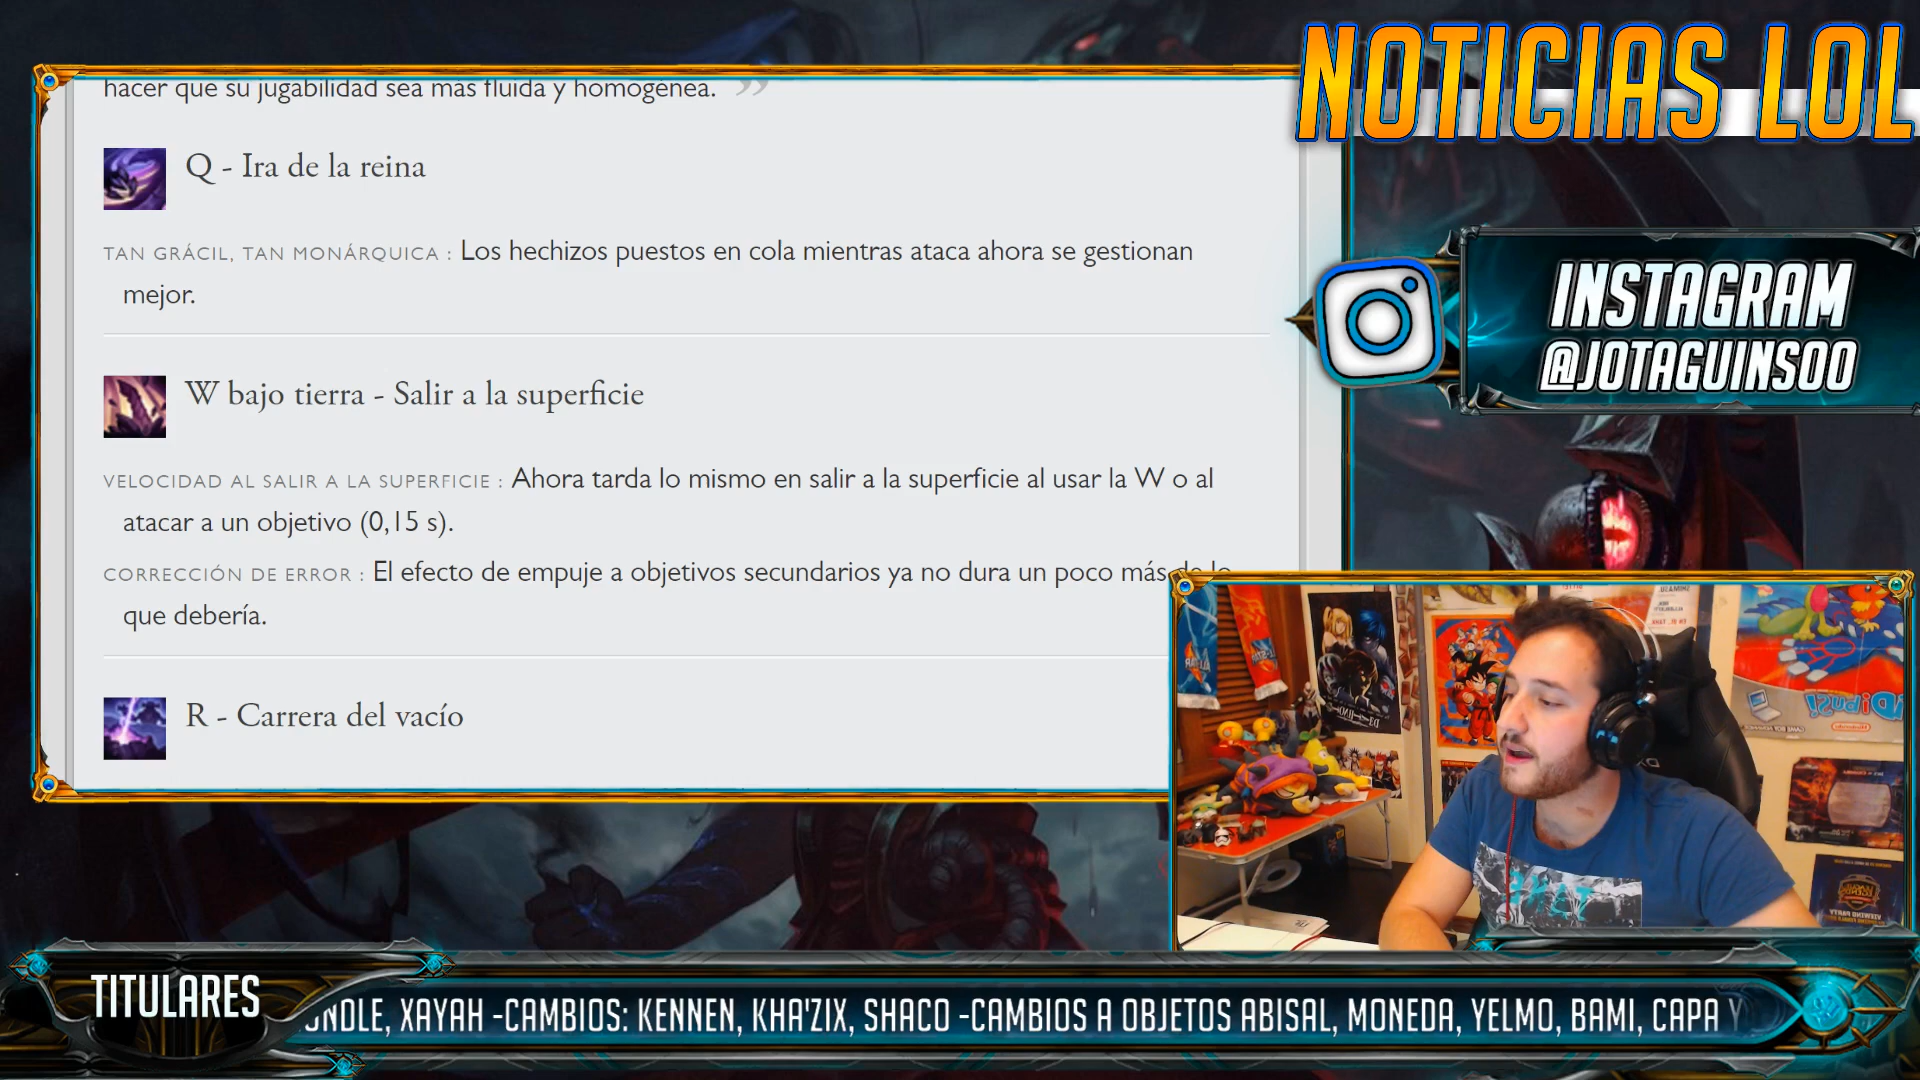 NOTICIAS LOL
hacer que su jugabilidad sea más fluida y homogénea. ”
Q - Ira de la reina
TAN GRÁCIL, TAN MONÁRQUICA : Los hechizos puestos en cola mientras ataca ahora se gestionan
mejor.
INSTAGRAM
@JOTAGUINSOO
W bajo tierra - Salir a la superficie
VELOCIDAD AL SALIR A LA SUPERFICIE : Ahora tarda lo mismo en salir a la superficie al usar la W o al
atacar a un objetivo (0,15 s).
CORRECCIÓN DE ERROR : El efecto de empuje a objetivos secundarios ya no dura un poco más de lo
que debería.
R - Carrera del vacío
TITULARES
NDLE, XAYAH -CAMBIOS: KENNEN, KHA'ZIX, SHACO -CAMBIOS A OBJETOS ABISAL, MONEDA, YELMO, BAMI, CAPA Y